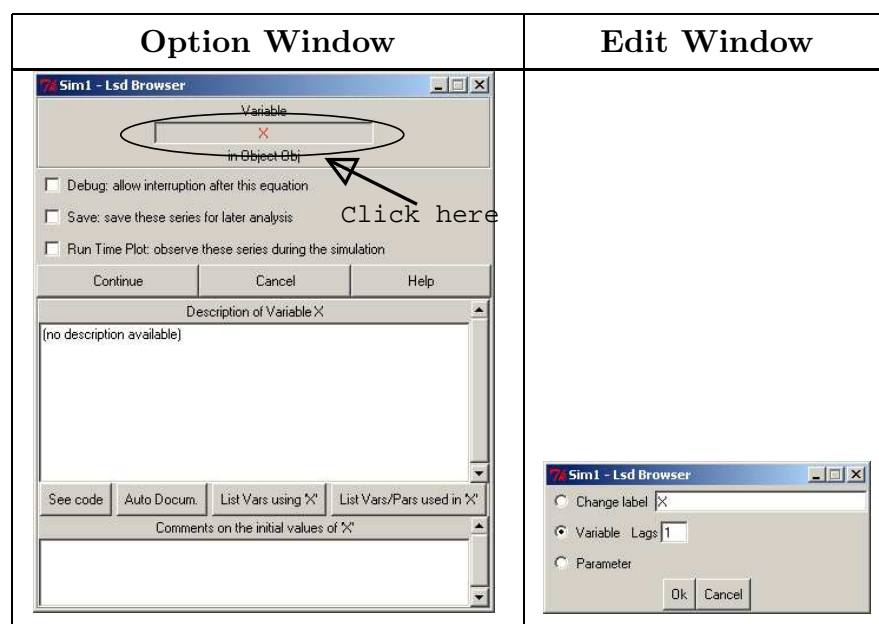 Option Window
Edit Window
Sim1 - Lsd Browser
Variable
X
in Object Obj
Debug: allow interruption after this equation
Click here
Save: save these series for later analysis
Run Time Plot: observe these series during the simulation
Continue
Cancel
Help
Description of Variable X
(no description available)
See code
Auto Docum.
List Vars using 'X'
List Vars/Pars used in 'X'
Comments on the initial values of 'X'
Sim1 - Lsd Browser
Change label X
Variable Lags 1
Parameter
Ok
Cancel